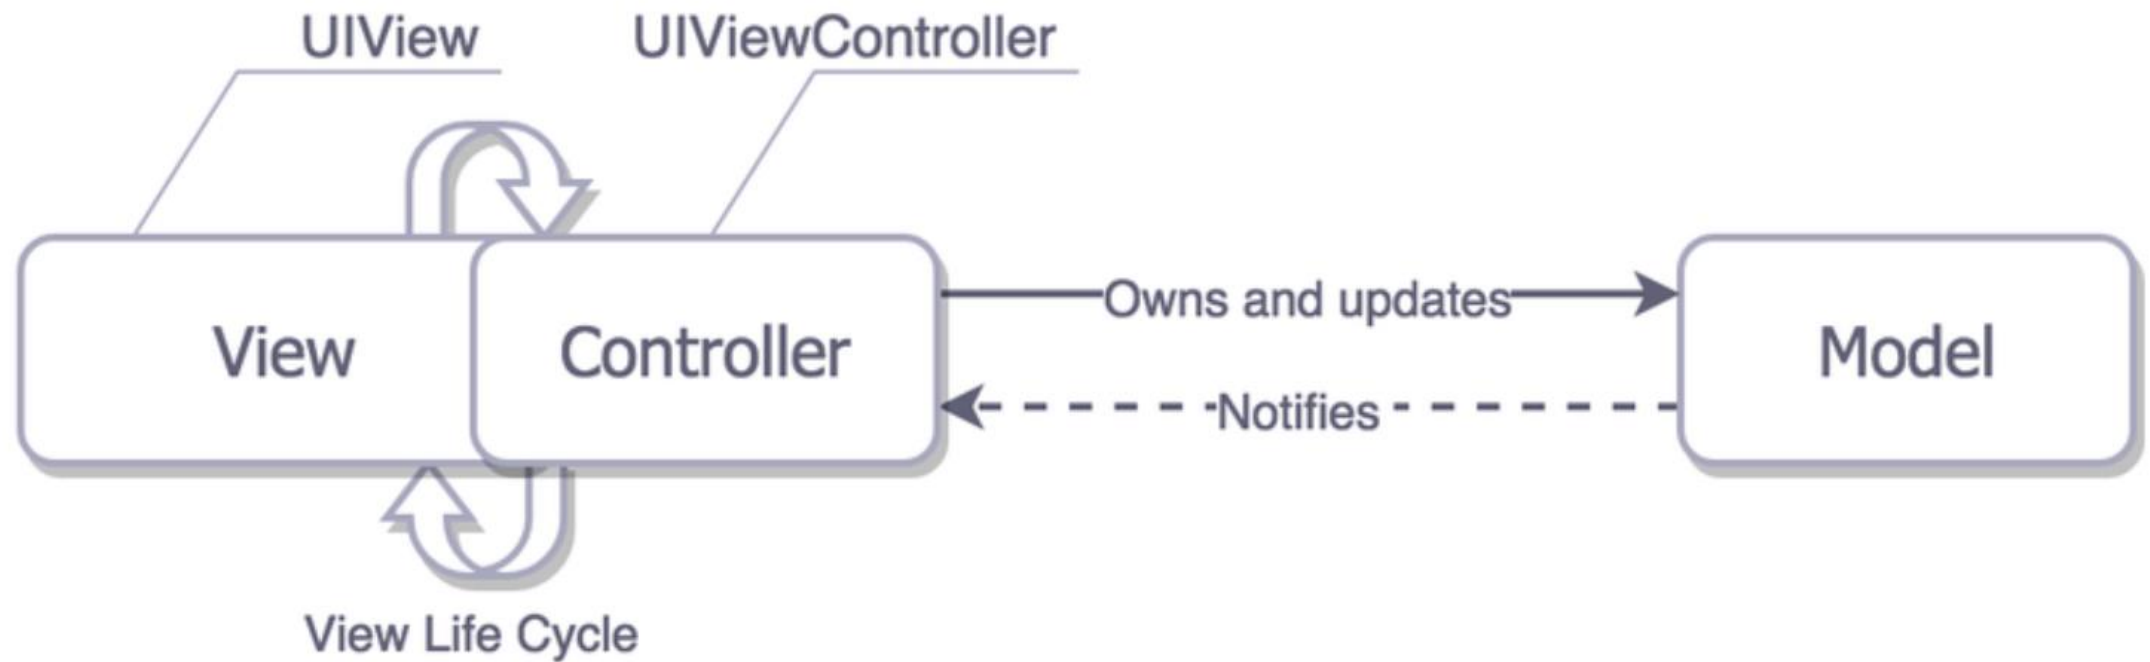 UIView
UIViewController
View
Controller
Owns and updates
Notifies
Model
View Life Cycle